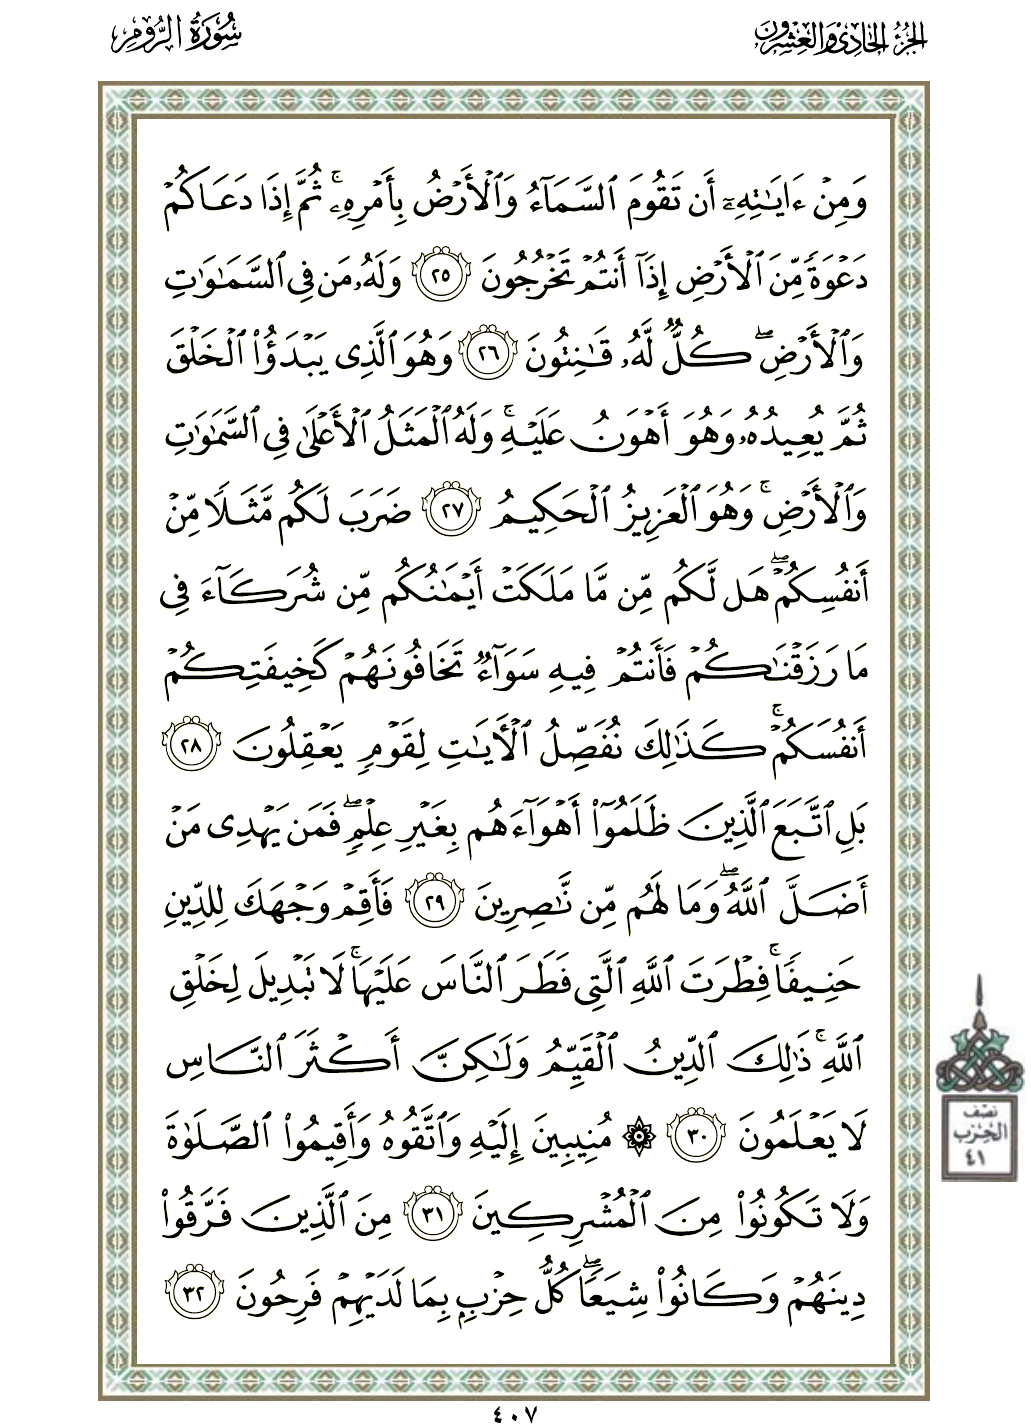 الجزء الحادي والعشرون
سورة الروم
وَمِنْ ءَايَـٰتِهِۦٓ أَن تَقُومَ ٱلسَّمَآءُ وَٱلْأَرْضُ بِأَمْرِهِۦ ۚ ثُمَّ إِذَا دَعَاكُمْ
دَعْوَةً مِّنَ ٱلْأَرْضِ إِذَآ أَنتُمْ تَخْرُجُونَ ٢٥ وَلَهُۥ مَن فِى ٱلسَّمَـٰوَٰتِ
وَٱلْأَرْضِ ۖ كُلٌّ لَّهُۥ قَـٰنِتُونَ ٢٦ وَهُوَ ٱلَّذِى يَبْدَؤُا۟ ٱلْخَلْقَ
ثُمَّ يُعِيدُهُۥ وَهُوَ أَهْوَنُ عَلَيْهِ ۚ وَلَهُ ٱلْمَثَلُ ٱلْأَعْلَىٰ فِى ٱلسَّمَـٰوَٰتِ
وَٱلْأَرْضِ ۚ وَهُوَ ٱلْعَزِيزُ ٱلْحَكِيمُ ٢٧ ضَرَبَ لَكُم مَّثَلًا مِّنْ
أَنفُسِكُمْ ۖ هَل لَّكُم مِّن مَّا مَلَكَتْ أَيْمَـٰنُكُم مِّن شُرَكَآءَ فِى
مَا رَزَقْنَـٰكُمْ فَأَنتُمْ فِيهِ سَوَآءٌ تَخَافُونَهُمْ كَخِيفَتِكُمْ
أَنفُسَكُمْ ۚ كَذَٰلِكَ نُفَصِّلُ ٱلْـَٔايَـٰتِ لِقَوْمٍ يَعْقِلُونَ ٢٨
بَلِ ٱتَّبَعَ ٱلَّذِينَ ظَلَمُوٓا۟ أَهْوَآءَهُم بِغَيْرِ عِلْمٍ ۖ فَمَن يَهْدِى مَنْ
أَضَلَّ ٱللَّهُ ۖ وَمَا لَهُم مِّن نَّـٰصِرِينَ ٢٩ فَأَقِمْ وَجْهَكَ لِلدِّينِ
حَنِيفًا ۚ فِطْرَتَ ٱللَّهِ ٱلَّتِى فَطَرَ ٱلنَّاسَ عَلَيْهَا ۚ لَا تَبْدِيلَ لِخَلْقِ
ٱللَّهِ ۚ ذَٰلِكَ ٱلدِّينُ ٱلْقَيِّمُ وَلَـٰكِنَّ أَكْثَرَ ٱلنَّاسِ
لَا يَعْلَمُونَ ٣٠ ۞ مُنِيبِينَ إِلَيْهِ وَٱتَّقُوهُ وَأَقِيمُوا۟ ٱلصَّلَوٰةَ
وَلَا تَكُونُوا۟ مِنَ ٱلْمُشْرِكِينَ ٣١ مِنَ ٱلَّذِينَ فَرَّقُوا۟
دِينَهُمْ وَكَانُوا۟ شِيَعًا ۖ كُلُّ حِزْبٍۭ بِمَا لَدَيْهِمْ فَرِحُونَ ٣٢
نصف
الحزب
٤١
٤٠٧